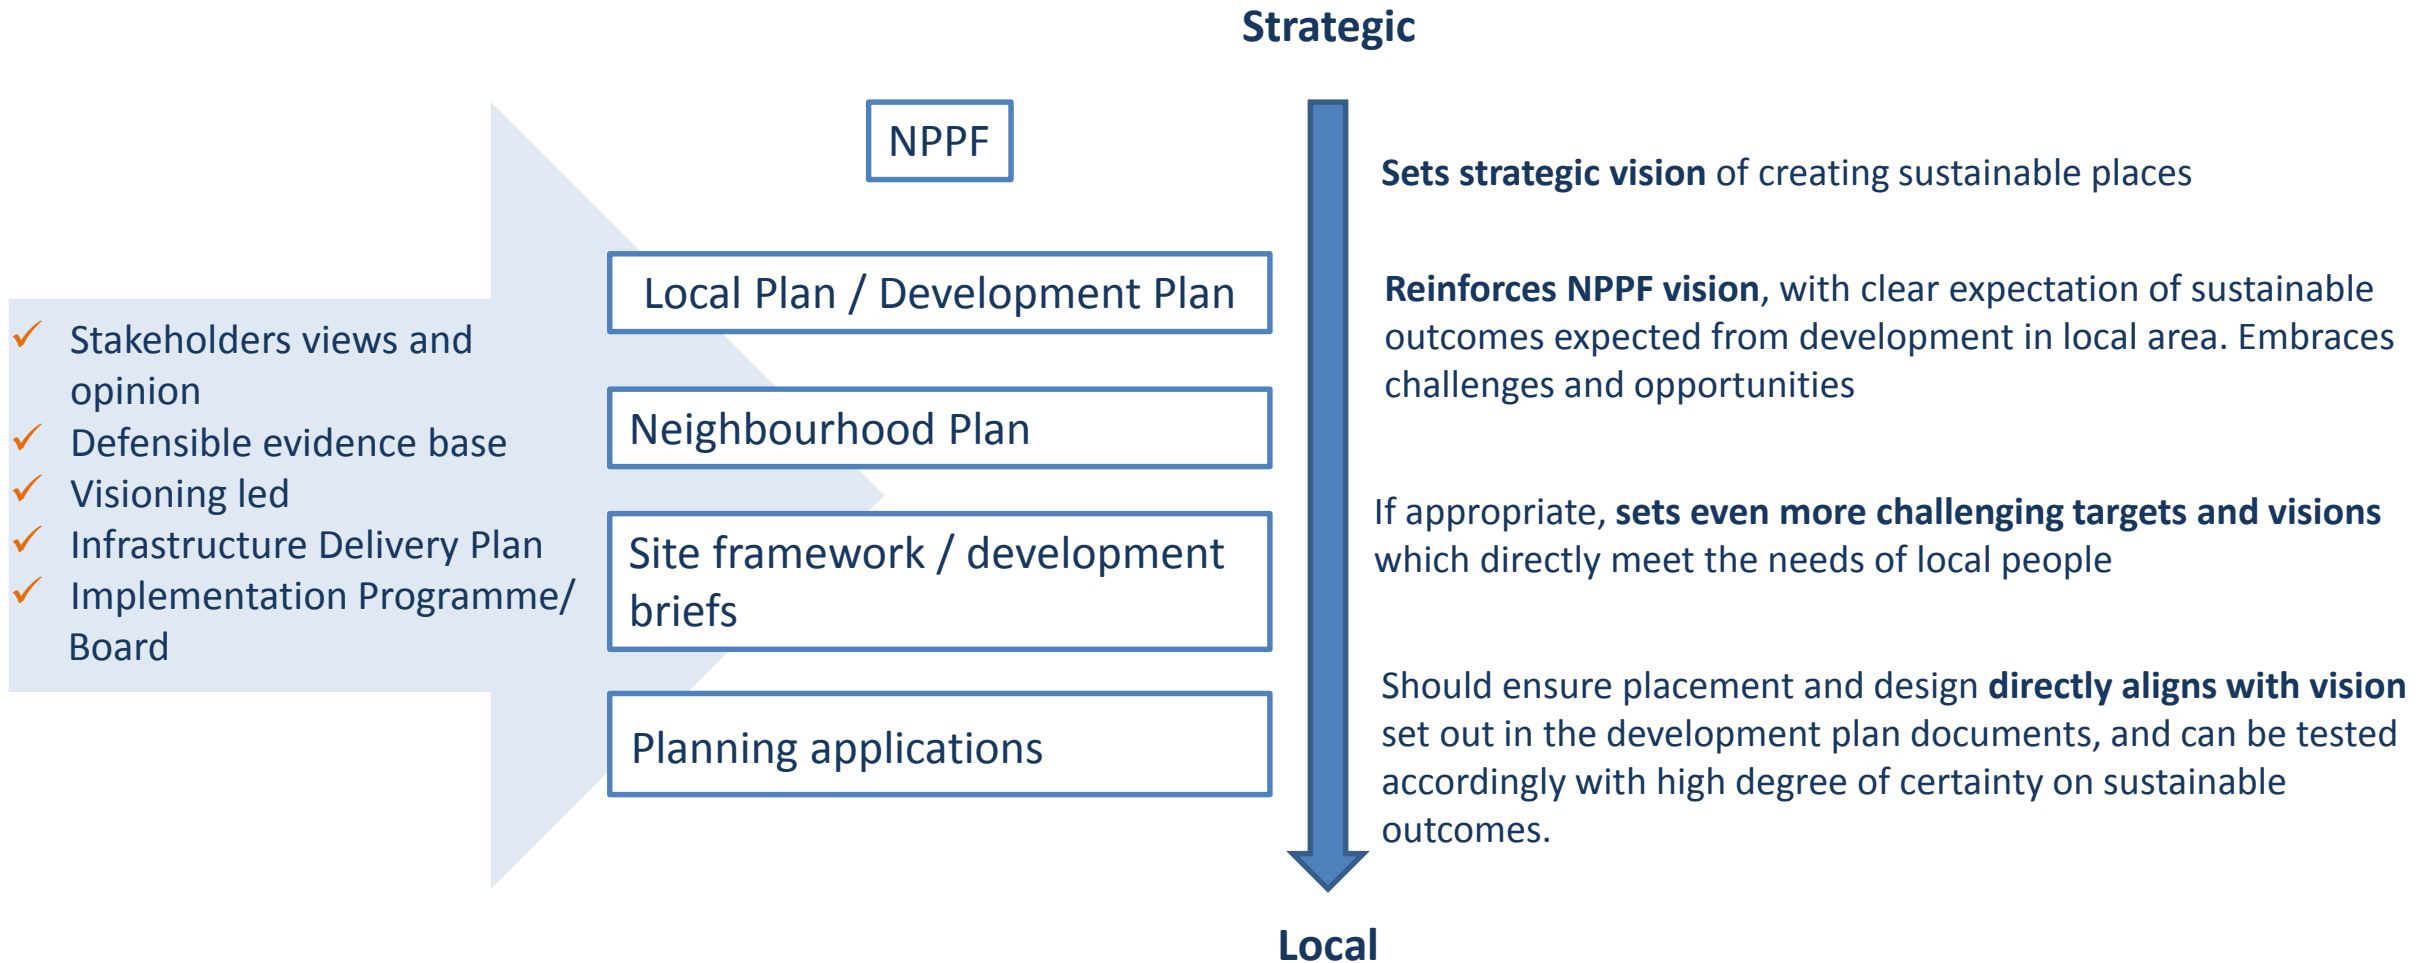 Strategic
NPPF
Sets strategic vision of creating sustainable places
Local Plan / Development Plan
Reinforces NPPF vision, with clear expectation of sustainable
outcomes expected from development in local area. Embraces
challenges and opportunities
✓ Stakeholders views and
opinion
✓ Defensible evidence base
✓ Visioning led
✓ Infrastructure Delivery Plan
✓ Implementation Programme/
Board
Neighbourhood Plan
If appropriate, sets even more challenging targets and visions
which directly meet the needs of local people
Site framework / development
briefs
Planning applications
Should ensure placement and design directly aligns with vision
set out in the development plan documents, and can be tested
accordingly with high degree of certainty on sustainable
outcomes.
Local